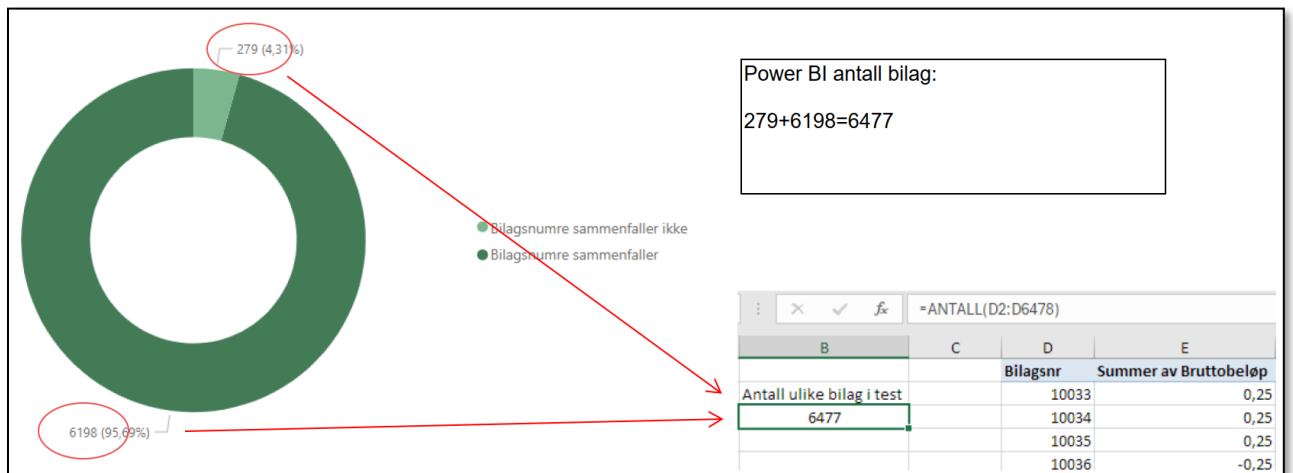 279 (4,31%)
Power BI antall bilag:
279+6198=6477
Bilagsnumre sammenfaller ikke
Bilagsnumre sammenfaller
fx =ANTALL(D2:D6478)
B C D E
Bilagsnr Summer av Bruttobeløp
Antall ulike bilag i test 10033 0,25
6477 10034 0,25
10035 0,25
10036 -0,25
6198 (95,69%)